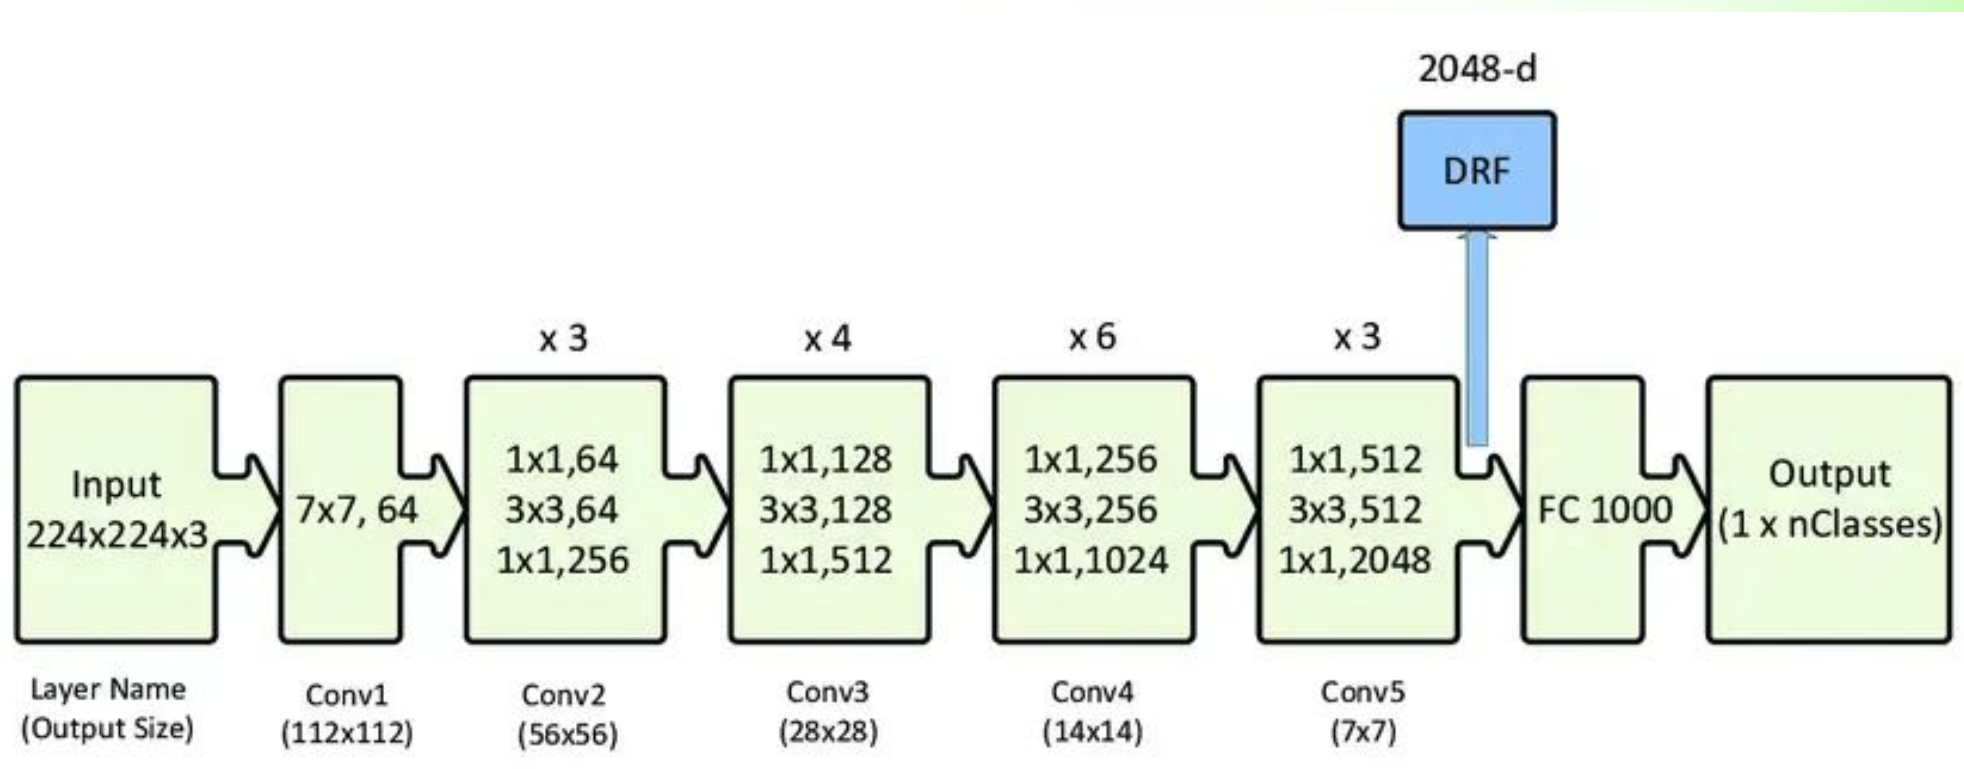 2048-d
DRF
x 3
x 4
x 6
x 3
Input
224x224x3
7x7, 64
1x1,64
3x3,64
1x1,256
1x1,128
3x3,128
1x1,512
1x1,256
3x3,256
1x1,1024
1x1,512
3x3,512
1x1,2048
FC 1000
Output
(1 x nClasses)
Layer Name
(Output Size)
Conv1
(112x112)
Conv2
(56x56)
Conv3
(28x28)
Conv4
(14x14)
Conv5
(7x7)